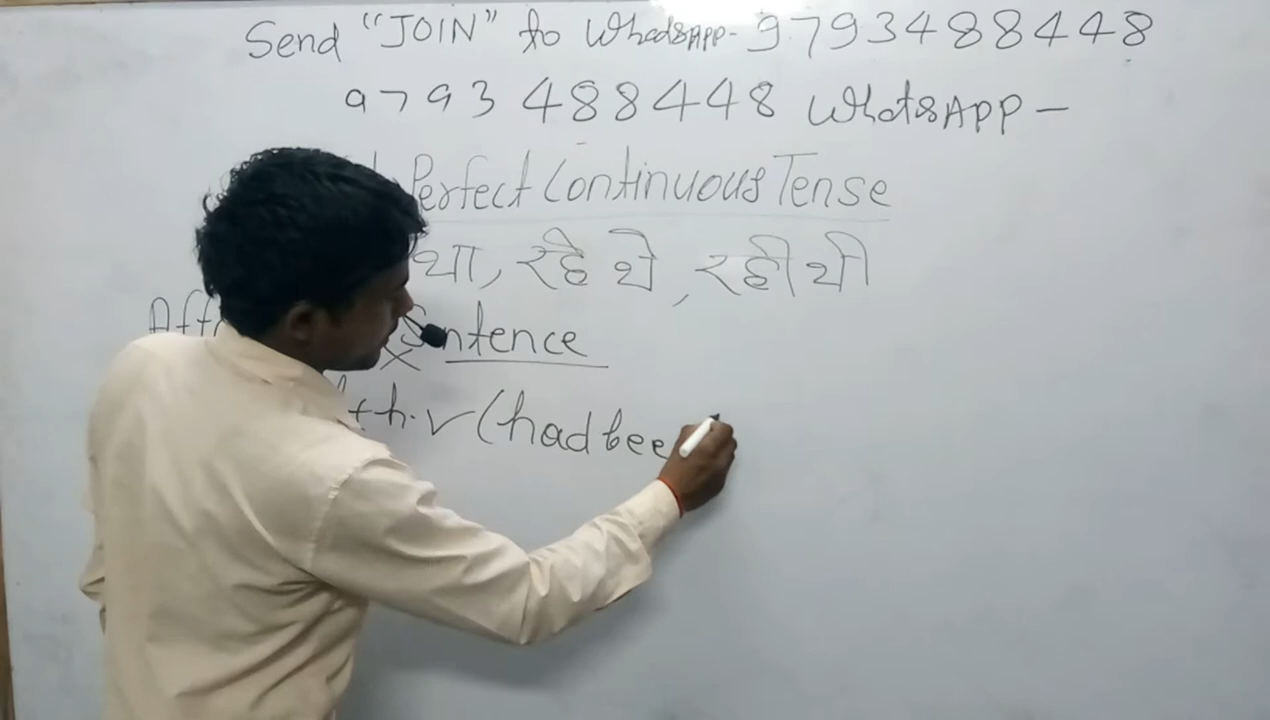 Send "JOIN" to WhatsApp- 9793488448
9793488448 WhatsApp-
Perfect Continuous Tense
था, रहे थे, रही थी
Sentence
+h.v (had bee